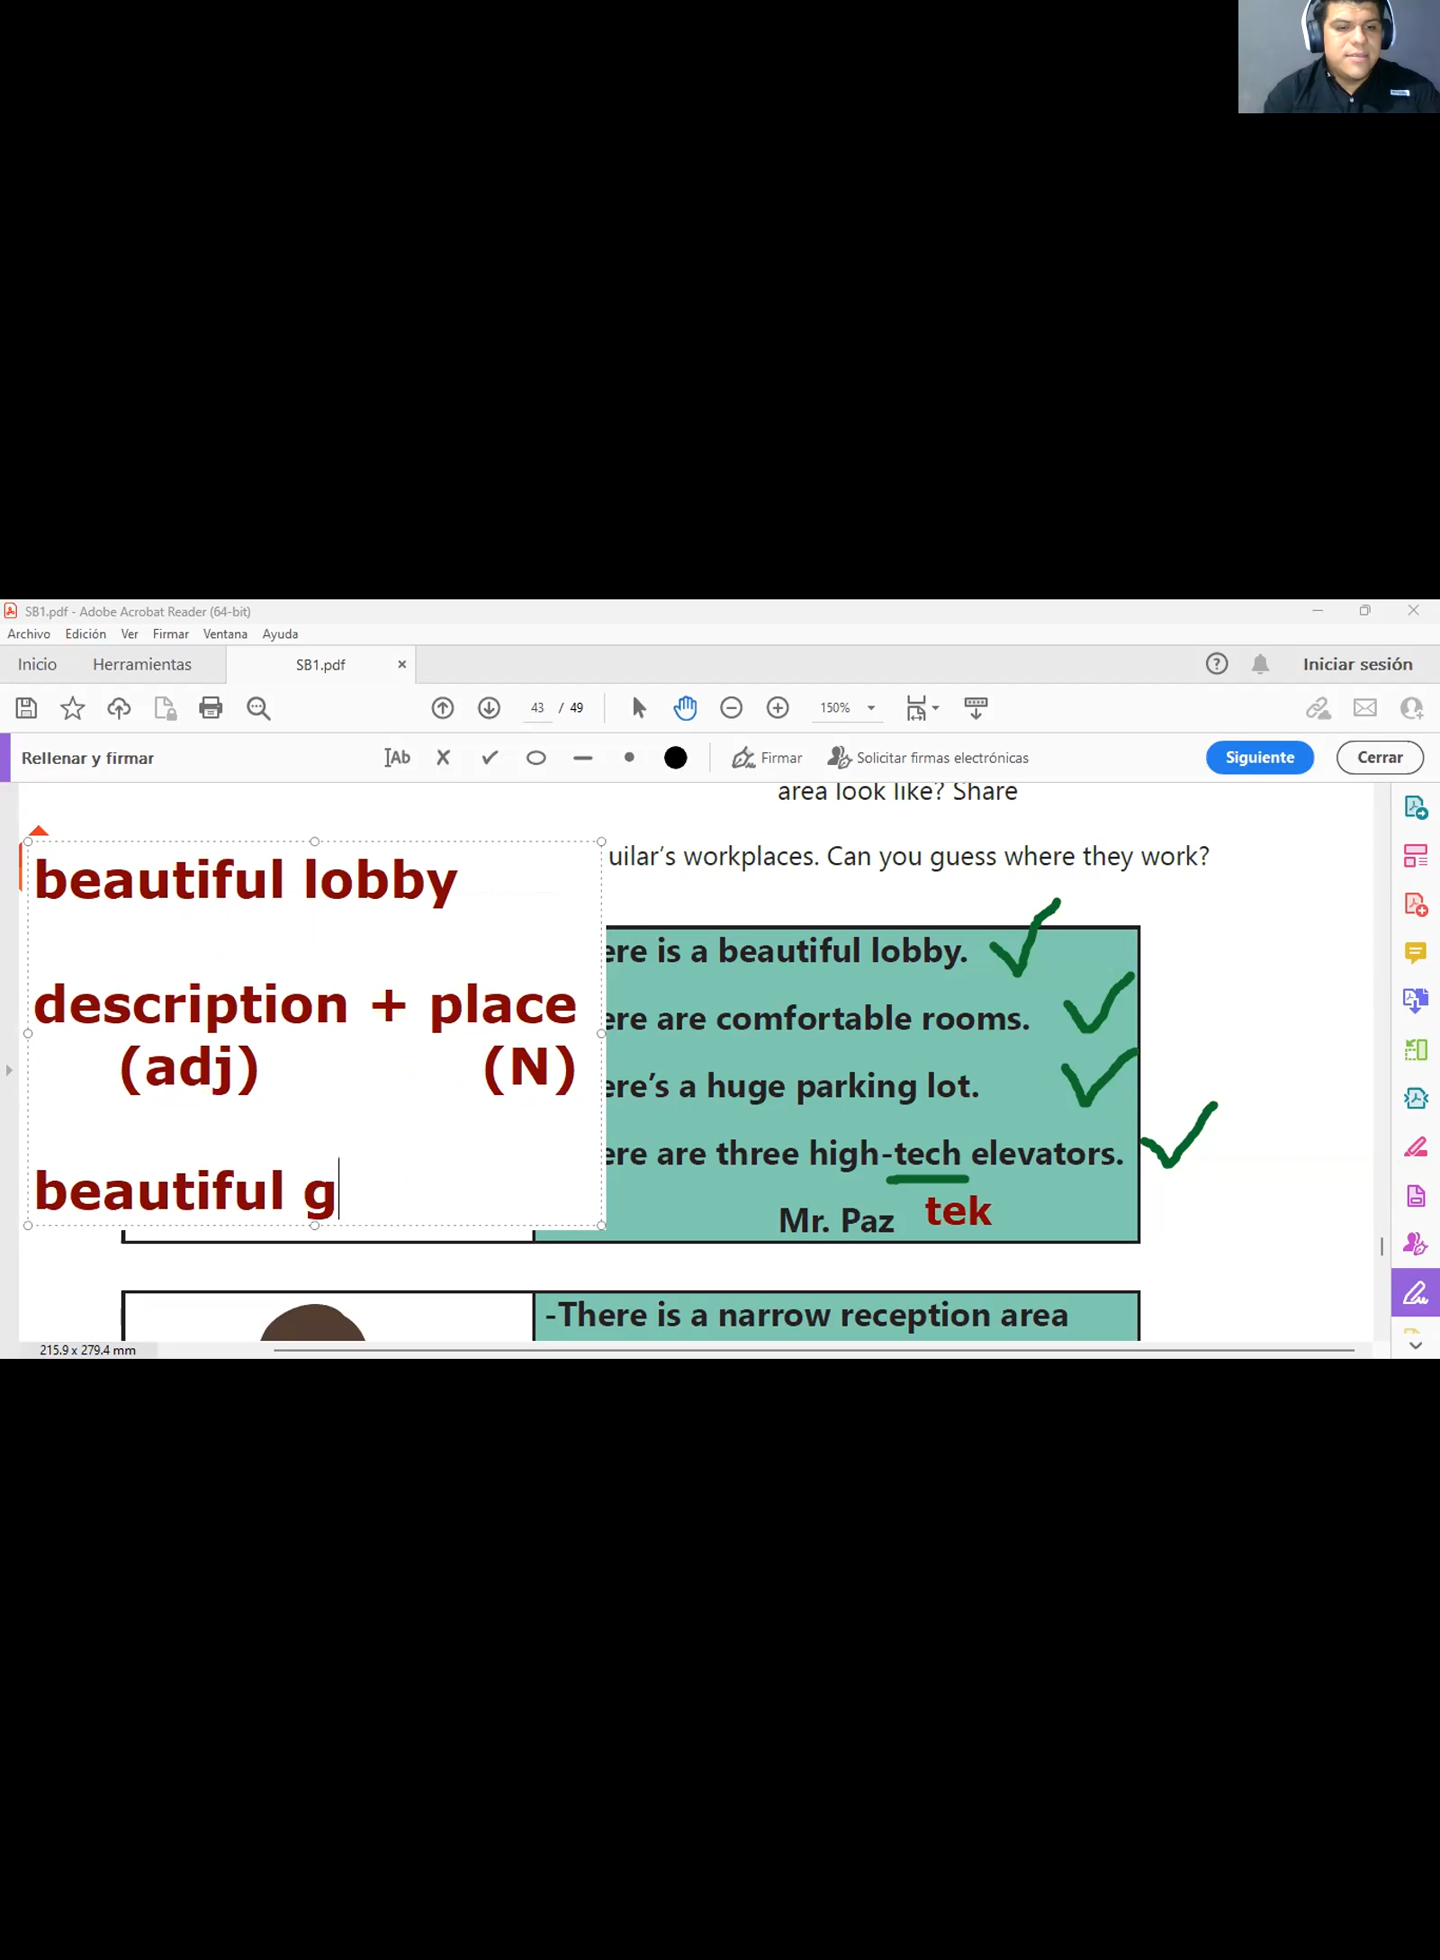 SB1.pdf - Adobe Acrobat Reader (64-bit)
Archivo Edición Ver Firmar Ventana Ayuda
Inicio Herramientas SB1.pdf × Iniciar sesión
43 / 49 150%
Rellenar y firmar Ab Firmar Solicitar firmas electrónicas Siguiente Cerrar
area look like? Share
uilar's workplaces. Can you guess where they work?
beautiful lobby
description + place
(adj) (N)
beautiful g
ere is a beautiful lobby.
ere are comfortable rooms.
ere's a huge parking lot.
ere are three high-tech elevators.
Mr. Paz tek
-There is a narrow reception area
215.9 x 279.4 mm